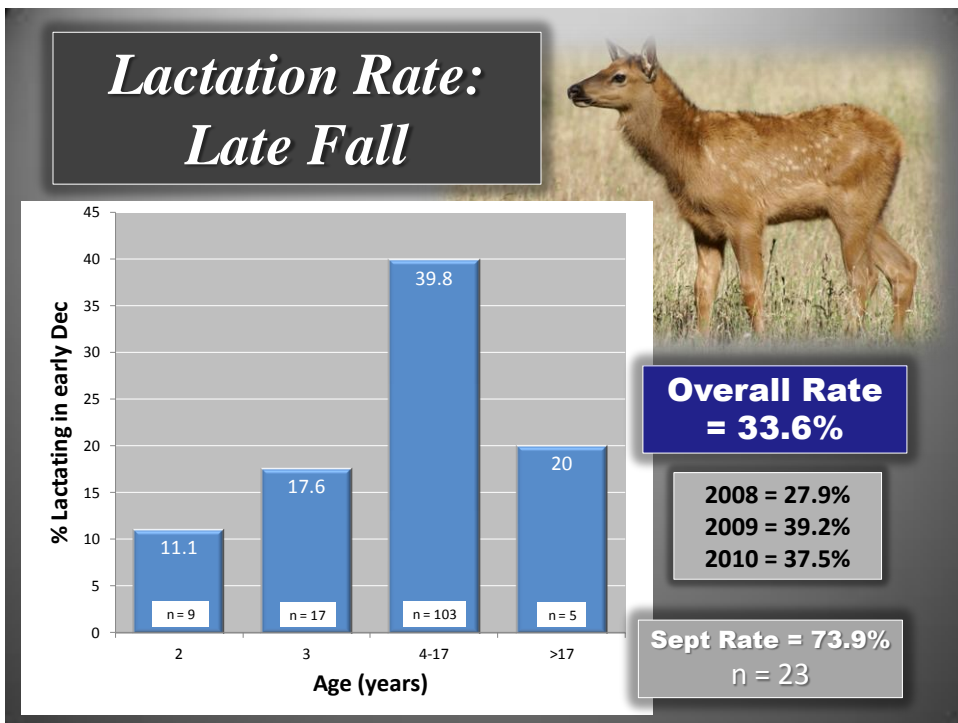 Lactation Rate:
Late Fall
45
40
35
30
25
20
15
10
5
0
% Lactating in early Dec
11.1
17.6
39.8
20
n = 9
n = 17
n = 103
n = 5
2
3
4-17
>17
Age (years)
Overall Rate
= 33.6%
2008 = 27.9%
2009 = 39.2%
2010 = 37.5%
Sept Rate = 73.9%
n = 23